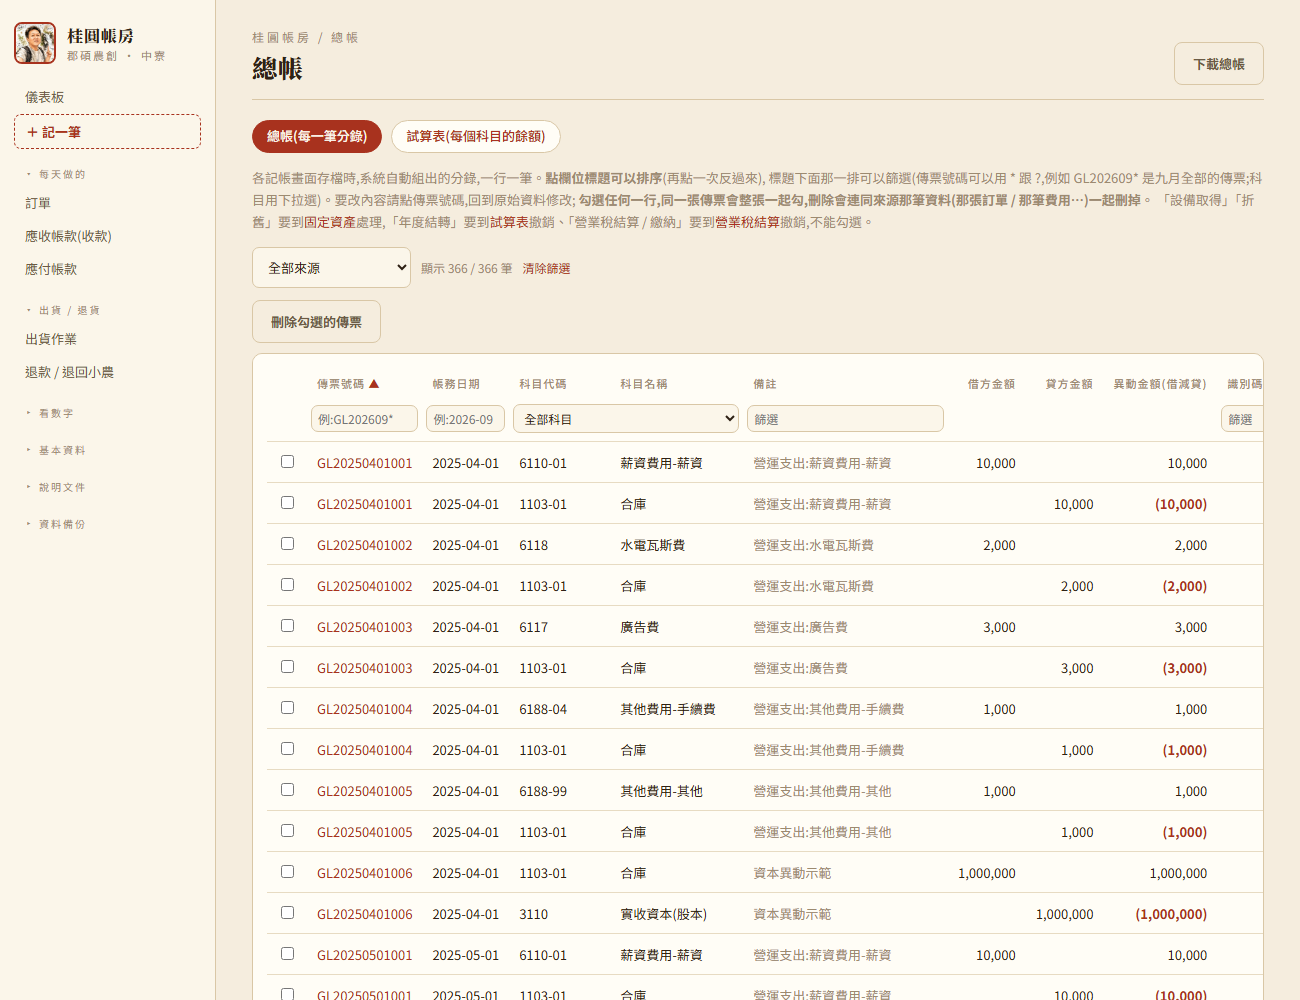 桂圓帳房
郡碩農創 · 中寮
儀表板
＋ 記一筆
每天做的
訂單
應收帳款(收款)
應付帳款
出貨 / 退貨
出貨作業
退款 / 退回小農
看數字
基本資料
說明文件
資料備份
桂圓帳房 / 總帳
總帳
下載總帳
總帳(每一筆分錄) 試算表(每個科目的餘額)
各記帳畫面存檔時,系統自動組出的分錄,一行一筆。點欄位標題可以排序(再點一次反過來), 標題下面那一排可以篩選(傳票號碼可以用 * 跟 ?,例如 GL202609* 是九月全部的傳票;科
目用下拉選)。要改內容請點傳票號碼,回到原始資料修改; 勾選任何一行,同一張傳票會整張一起勾,刪除會連同來源那筆資料(那張訂單 / 那筆費用…)一起刪掉。 「設備取得」「折
舊」要到固定資產處理,「年度結轉」要到試算表撤銷、「營業稅結算 / 繳納」要到營業稅結算撤銷,不能勾選。
全部來源 顯示 366 / 366 筆 清除篩選
刪除勾選的傳票
傳票號碼 ▲ 帳務日期 科目代碼 科目名稱 備註 借方金額 貸方金額 異動金額(借減貸) 識別碼
例:GL202609* 例:2026-09 全部科目 篩選 篩選
GL20250401001 2025-04-01 6110-01 薪資費用-薪資 營運支出:薪資費用-薪資 10,000 10,000
GL20250401001 2025-04-01 1103-01 合庫 營運支出:薪資費用-薪資 10,000 (10,000)
GL20250401002 2025-04-01 6118 水電瓦斯費 營運支出:水電瓦斯費 2,000 2,000
GL20250401002 2025-04-01 1103-01 合庫 營運支出:水電瓦斯費 2,000 (2,000)
GL20250401003 2025-04-01 6117 廣告費 營運支出:廣告費 3,000 3,000
GL20250401003 2025-04-01 1103-01 合庫 營運支出:廣告費 3,000 (3,000)
GL20250401004 2025-04-01 6188-04 其他費用-手續費 營運支出:其他費用-手續費 1,000 1,000
GL20250401004 2025-04-01 1103-01 合庫 營運支出:其他費用-手續費 1,000 (1,000)
GL20250401005 2025-04-01 6188-99 其他費用-其他 營運支出:其他費用-其他 1,000 1,000
GL20250401005 2025-04-01 1103-01 合庫 營運支出:其他費用-其他 1,000 (1,000)
GL20250401006 2025-04-01 1103-01 合庫 資本異動示範 1,000,000 1,000,000
GL20250401006 2025-04-01 3110 實收資本(股本) 資本異動示範 1,000,000 (1,000,000)
GL20250501001 2025-05-01 6110-01 薪資費用-薪資 營運支出:薪資費用-薪資 10,000 10,000
GL20250501001 2025-05-01 1103-01 合庫 營運支出:薪資費用-薪資 10,000 (10,000)